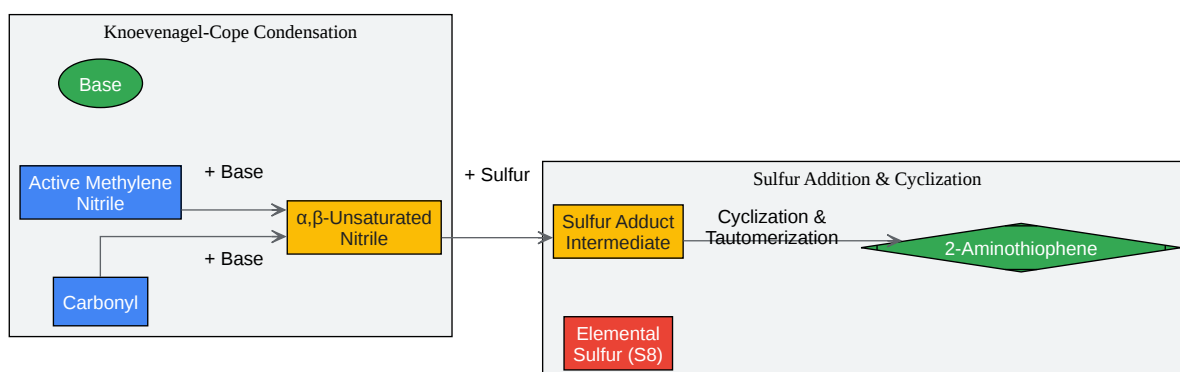 Knoevenagel-Cope Condensation
Base
Active Methylene
Nitrile
+ Base
α,β-Unsaturated
Nitrile
+ Base
Carbonyl
+ Sulfur
Sulfur Addition & Cyclization
Sulfur Adduct
Intermediate
Cyclization &
Tautomerization
2-Aminothiophene
Elemental
Sulfur (S8)